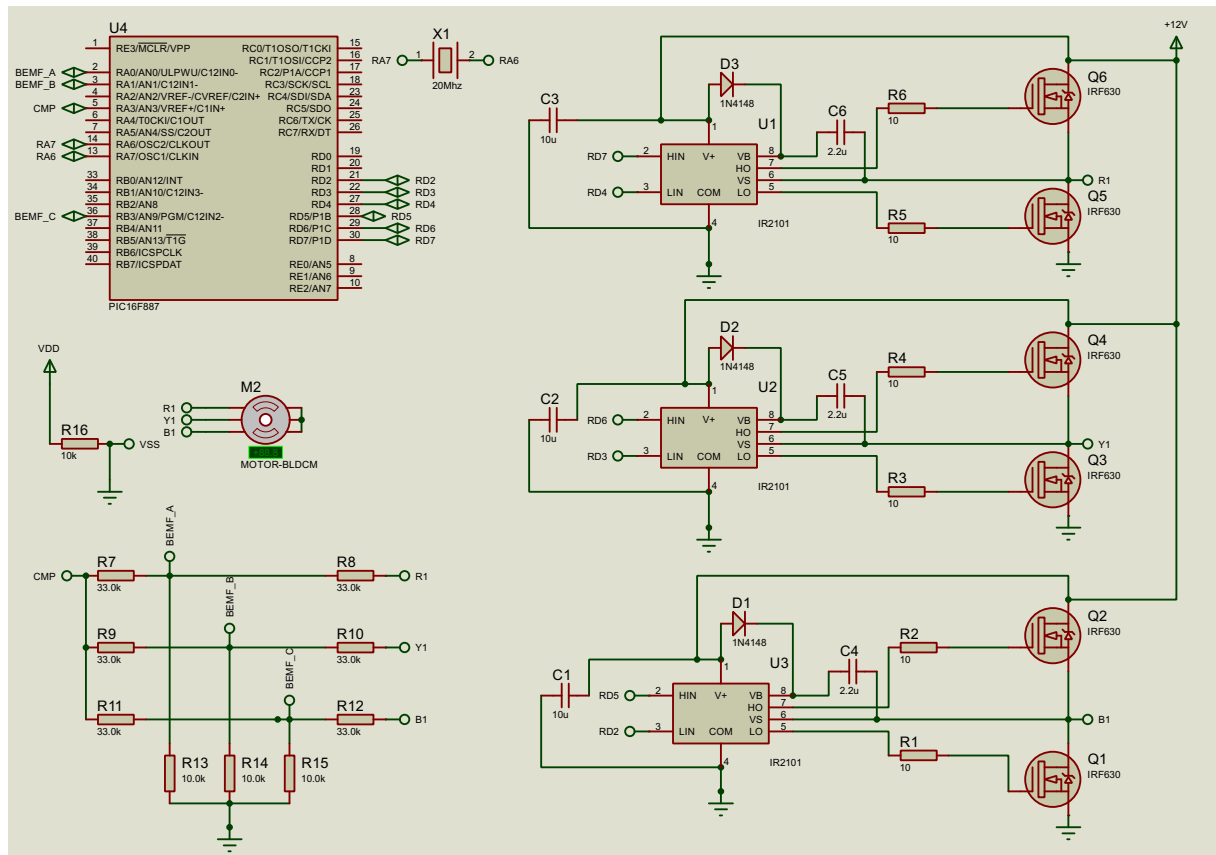 U4
1 RE3/MCLR/VPP RC0/T1OSO/T1CKI 15
RC1/T1OSI/CCP2 16
BEMF_A 2 RA0/AN0/ULPWU/C12IN0- RC2/P1A/CCP1 17
BEMF_B 3 RA1/AN1/C12IN1- RC3/SCK/SCL 18
4 RA2/AN2/VREF-/CVREF/C2IN+ RC4/SDI/SDA 23
CMP 5 RA3/AN3/VREF+/C1IN+ RC5/SDO 24
6 RA4/T0CKI/C1OUT RC6/TX/CK 25
7 RA5/AN4/SS/C2OUT RC7/RX/DT 26
RA7 14 RA6/OSC2/CLKOUT
RA6 13 RA7/OSC1/CLKIN RD0 19
RD1 20
33 RB0/AN12/INT RD2 21 RD2
34 RB1/AN10/C12IN3- RD3 22 RD3
35 RB2/AN8 RD4 27 RD4
BEMF_C 36 RB3/AN9/PGM/C12IN2- RD5/P1B 28 RD5
37 RB4/AN11 RD6/P1C 29 RD6
38 RB5/AN13/T1G RD7/P1D 30 RD7
39 RB6/ICSPCLK
40 RB7/ICSPDAT RE0/AN5 8
RE1/AN6 9
RE2/AN7 10
PIC16F887
X1
RA7 1 2 RA6
20Mhz
+12V
D3
1N4148
C3
10u
U1
C6
2.2u
R6
10
Q6
IRF630
1
RD7 2 HIN V+ VB 8
HO 7
VS 6 R1
RD4 3 LIN COM LO 5
4
IR2101
R5
10
Q5
IRF630
D2
1N4148
C2
10u
U2
C5
2.2u
R4
10
Q4
IRF630
1
RD6 2 HIN V+ VB 8
HO 7
VS 6 Y1
RD3 3 LIN COM LO 5
4
IR2101
R3
10
Q3
IRF630
D1
1N4148
C1
10u
U3
C4
2.2u
R2
10
Q2
IRF630
1
RD5 2 HIN V+ VB 8
HO 7
VS 6 B1
RD2 3 LIN COM LO 5
4
IR2101
R1
10
Q1
IRF630
VDD
R16
10k
VSS
M2
R1
Y1
B1
MOTOR-BLDCM
BEMF_A
BEMF_B
BEMF_C
CMP R7 R8 R1
33.0k 33.0k
R9 R10 Y1
33.0k 33.0k
R11 R12 B1
33.0k 33.0k
R13 R14 R15
10.0k 10.0k 10.0k